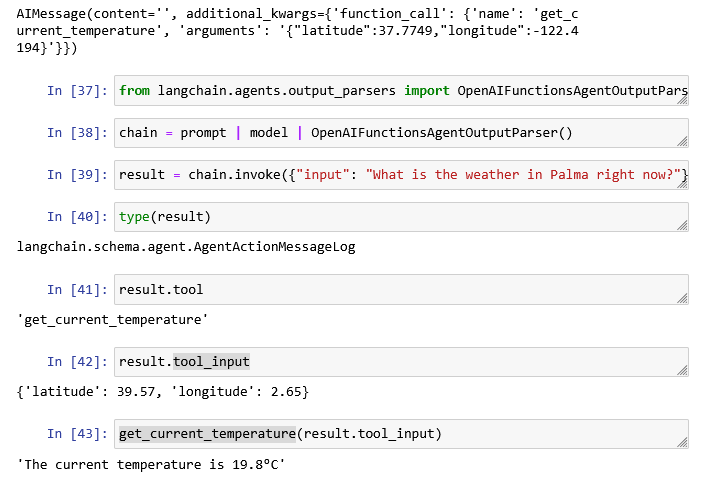 AIMessage(content='', additional_kwargs={'function_call': {'name': 'get_c
urrent_temperature', 'arguments': '{"latitude":37.7749,"longitude":-122.4
194}'}})
In [37]: from langchain.agents.output_parsers import OpenAIFunctionsAgentOutputPars
In [38]: chain = prompt | model | OpenAIFunctionsAgentOutputParser()
In [39]: result = chain.invoke({"input": "What is the weather in Palma right now?"}
In [40]: type(result)
langchain.schema.agent.AgentActionMessageLog
In [41]: result.tool
'get_current_temperature'
In [42]: result.tool_input
{'latitude': 39.57, 'longitude': 2.65}
In [43]: get_current_temperature(result.tool_input)
'The current temperature is 19.8°C'